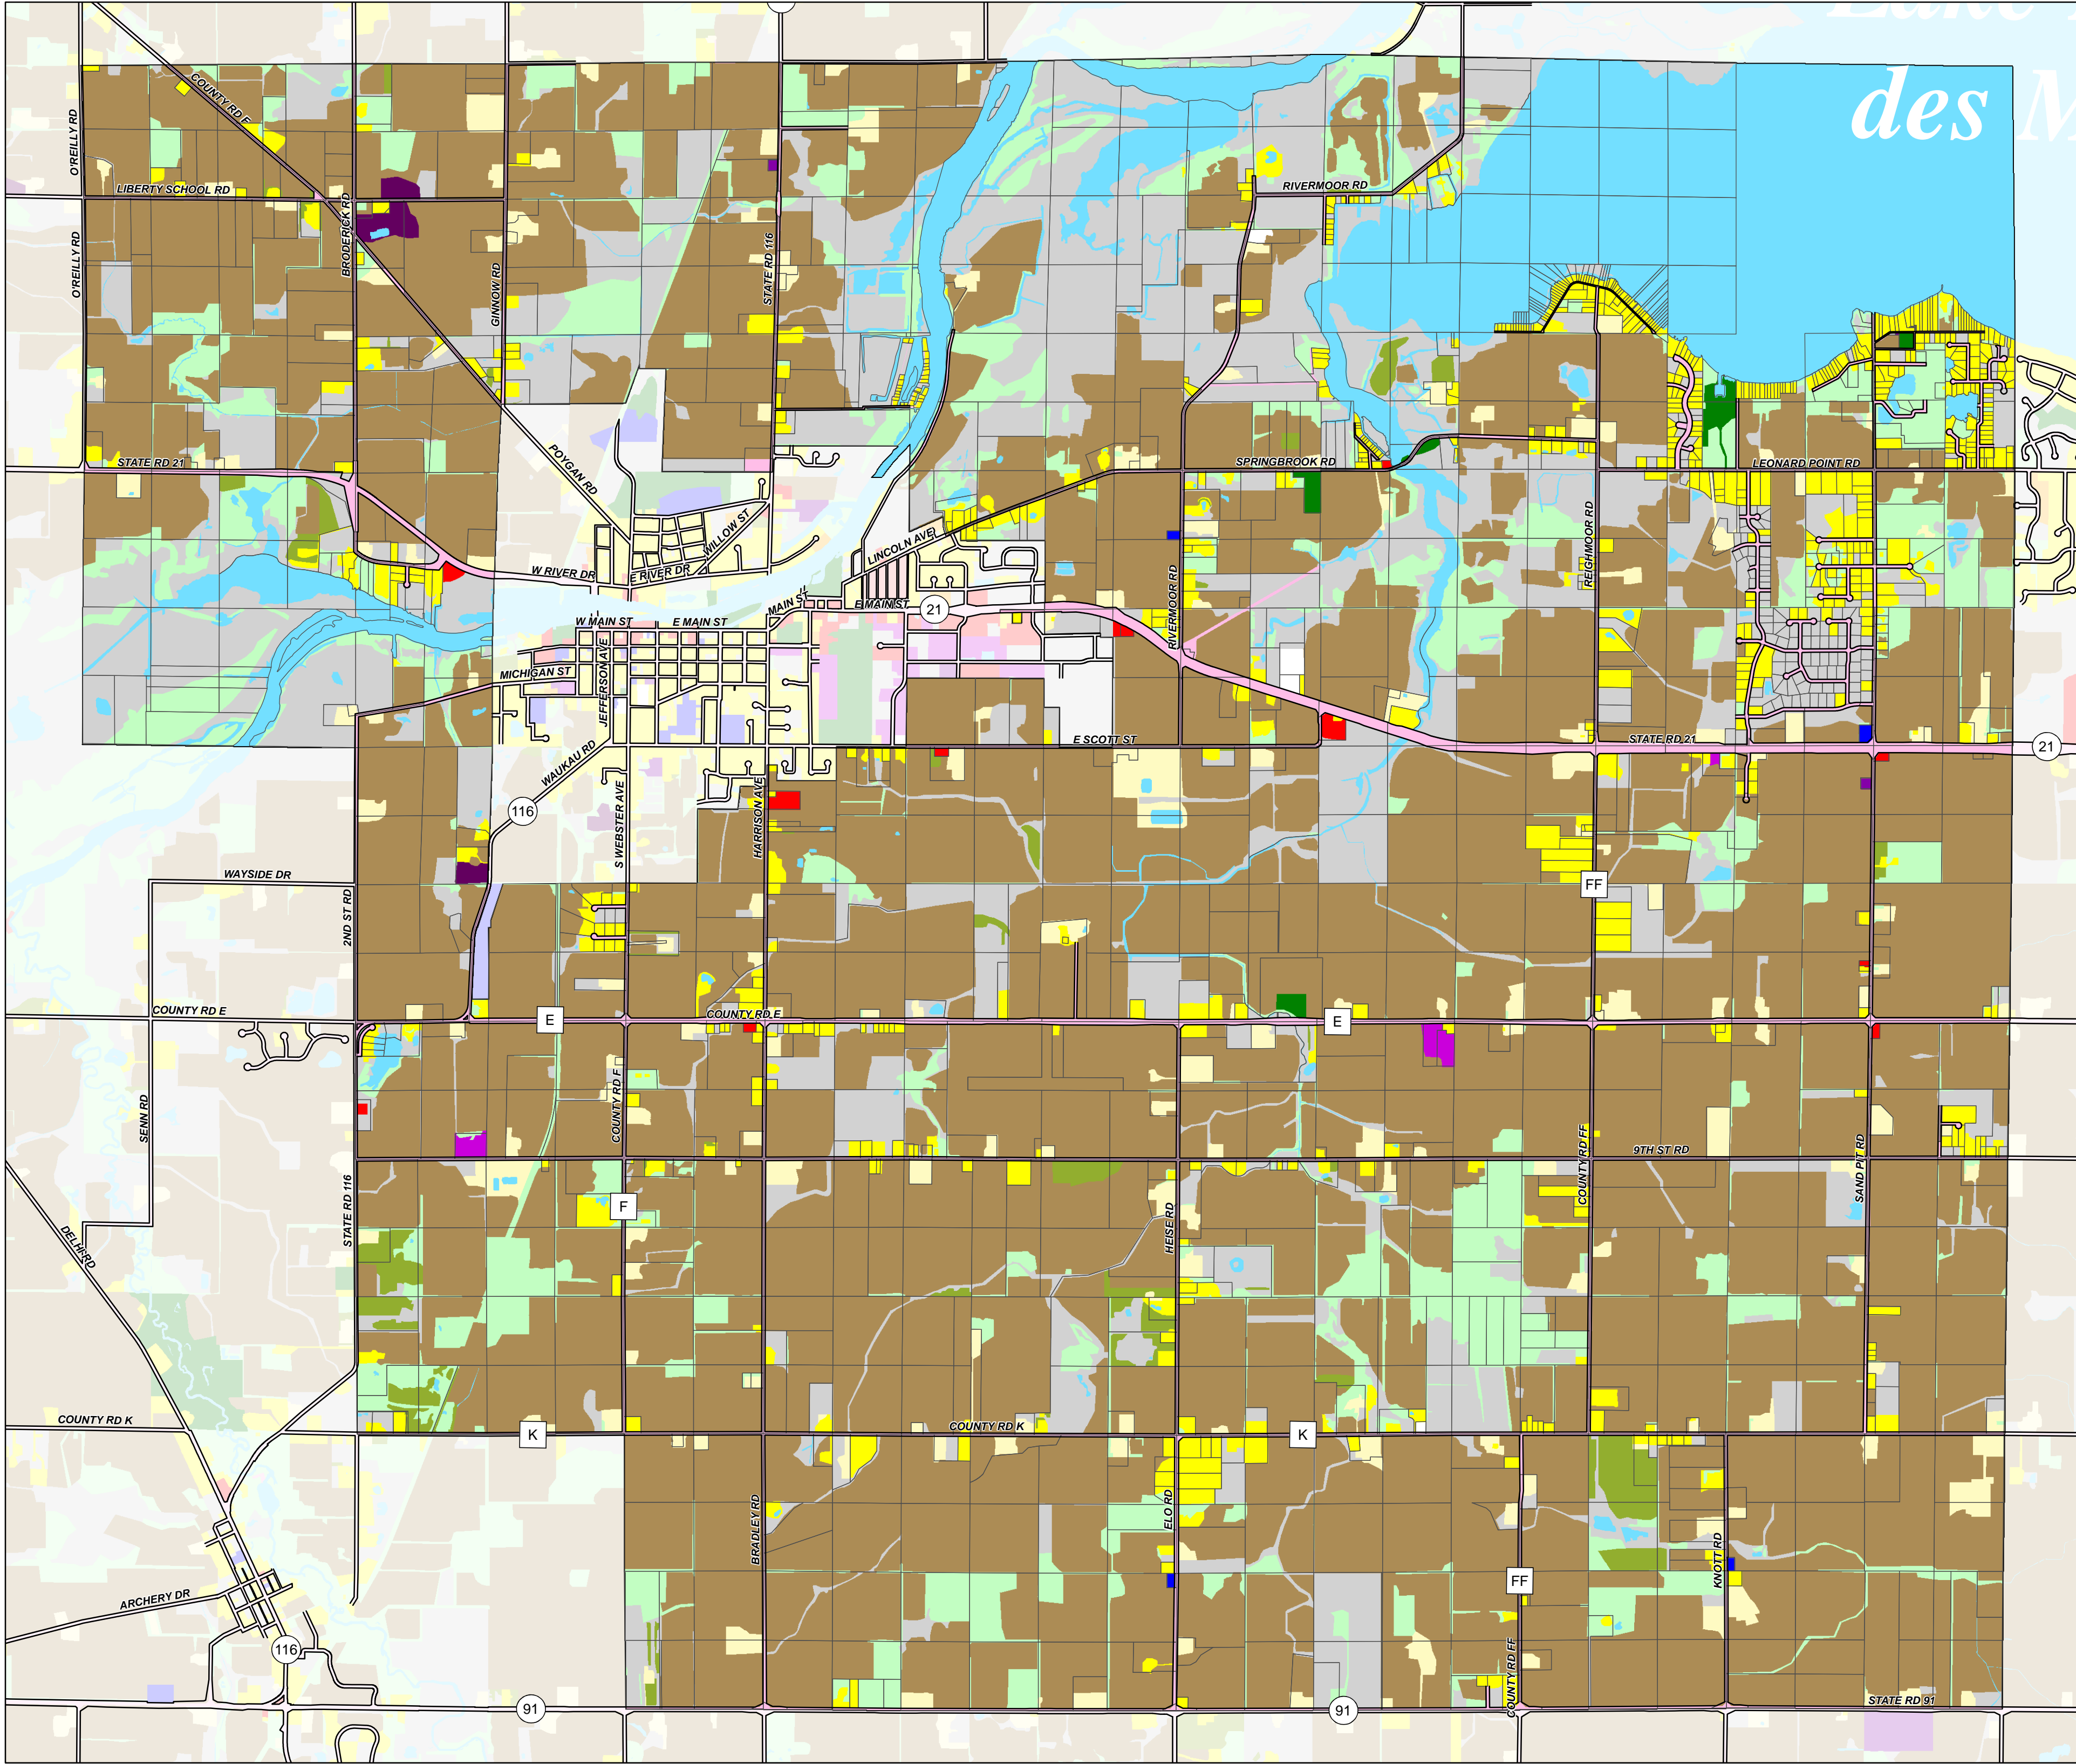 Lake
des M
COUNTY RD F
O'REILLY RD
LIBERTY SCHOOL RD
BRODERICK RD
O'REILLY RD
GINNOW RD
STATE RD 116
RIVERMOOR RD
STATE RD 21
POYGAN RD
SPRINGBROOK RD
LEONARD POINT RD
WILLOW ST
LINCOLN AVE
REIGHMOOR RD
W RIVER DR
E RIVER DR
RIVERMOOR RD
MAIN ST
E MAIN ST
21
W MAIN ST
E MAIN ST
MICHIGAN ST
JEFFERSON AVE
E SCOTT ST
STATE RD 21
21
WAUKAU RD
116
S WEBSTER AVE
HARRISON AVE
WAYSIDE DR
FF
2ND ST RD
COUNTY RD E
E
COUNTY RD E
E
SENN RD
COUNTY RD F
9TH ST RD
COUNTY RD FF
SAND PIT RD
STATE RD 116
F
HEISE RD
DELHI RD
COUNTY RD K
K
COUNTY RD K
K
BRADLEY RD
ELO RD
KNOTT RD
FF
ARCHERY DR
116
COUNTY RD FF
91
91
STATE RD 91